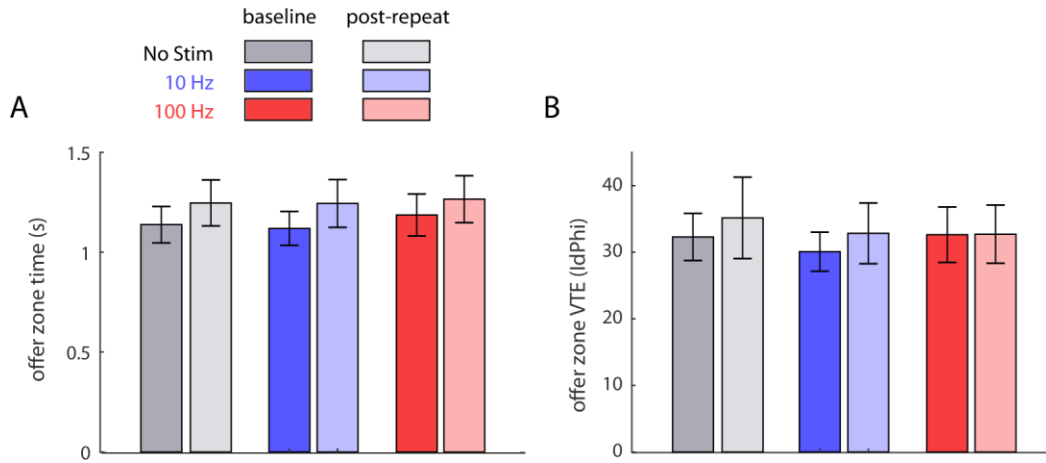 baseline post-repeat
No Stim
10 Hz
100 Hz
A
B
offer zone time (s)
1.5
1
0.5
0
offer zone VTE (IdPhi)
40
30
20
10
0